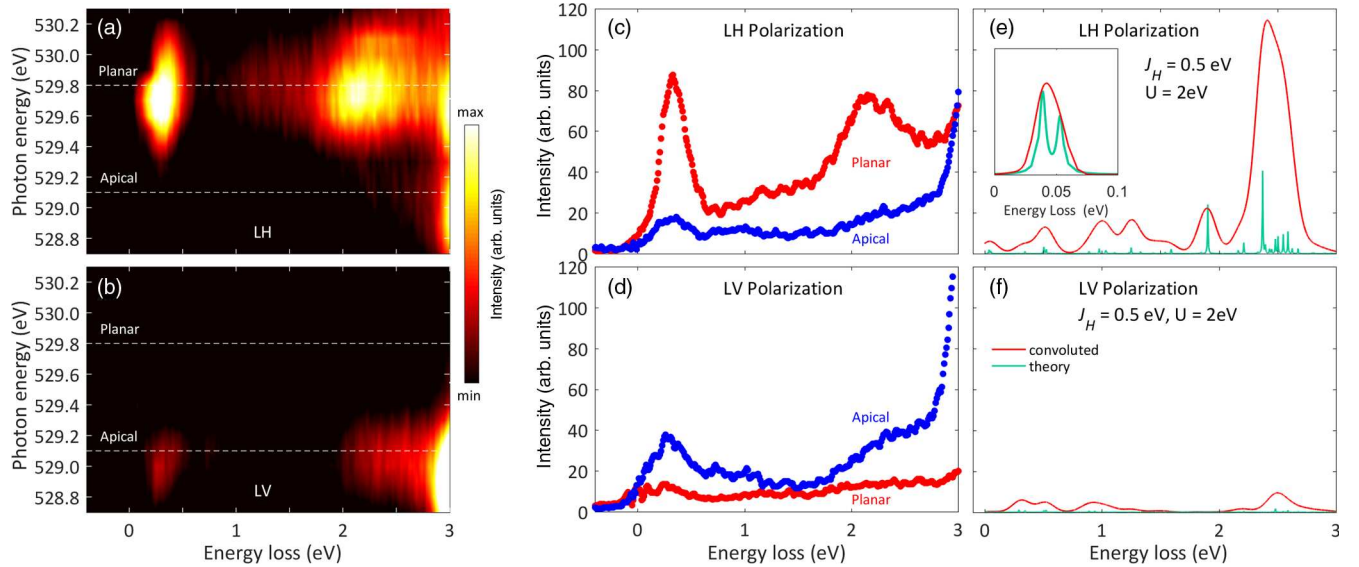 (a)
530.2
530.0
Planar
529.8
529.6
529.4
529.2
Apical
529.0
528.8
LH
Photon energy (eV)
(b)
530.2
530.0
Planar
529.8
529.6
529.4
529.2
Apical
529.0
528.8
LV
Photon energy (eV)
0 1 2 3
Energy loss (eV)
max
min
Intensity (arb. units)
(c) LH Polarization
120
100
80
60
40
20
0
Planar
Apical
Intensity (arb. units)
(d) LV Polarization
120
100
80
60
40
20
0
Apical
Planar
Intensity (arb. units)
0 1 2 3
Energy loss (eV)
(e) LH Polarization
J_H = 0.5 eV
U = 2eV
0 0.05 0.1
Energy Loss (eV)
(f) LV Polarization
J_H = 0.5 eV, U = 2eV
convoluted
theory
0 1 2 3
Energy loss (eV)